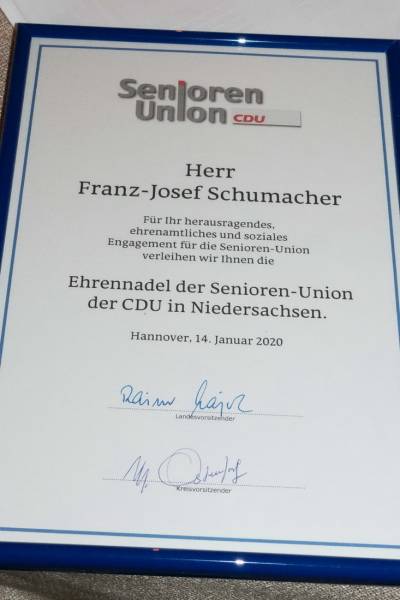 Senioren
Union CDU
Herr
Franz-Josef Schumacher
Für Ihr herausragendes,
ehrenamtliches und soziales
Engagement für die Senioren-Union
verleihen wir Ihnen die
Ehrennadel der Senioren-Union
der CDU in Niedersachsen.
Hannover, 14. Januar 2020
Rainer
Landesvorsitzender
Kreisvorsitzender